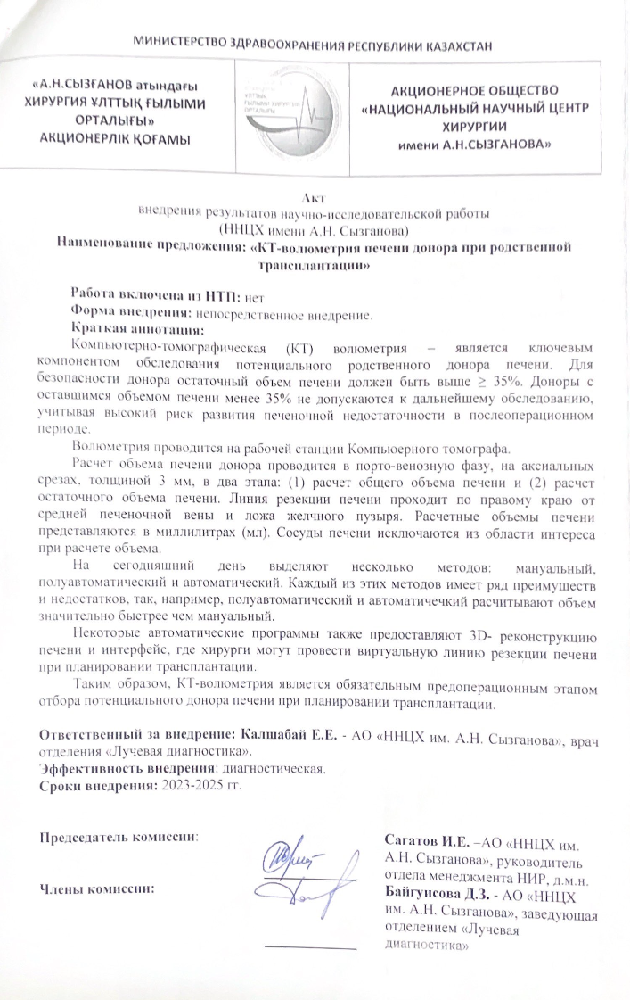 МИНИСТЕРСТВО ЗДРАВООХРАНЕНИЯ РЕСПУБЛИКИ КАЗАХСТАН
«А.Н.СЫЗҒАНОВ атындағы
ХИРУРГИЯ ҰЛТТЫҚ ҒЫЛЫМИ
ОРТАЛЫҒЫ»
АКЦИОНЕРЛІК ҚОҒАМЫ
ҰЛТТЫҚ
ҒЫЛЫМИ ХИРУРГИЯ
ОРТАЛЫҒЫ
АКЦИОНЕРНОЕ ОБЩЕСТВО
«НАЦИОНАЛЬНЫЙ НАУЧНЫЙ ЦЕНТР
ХИРУРГИИ
имени А.Н.СЫЗГАНОВА»
Акт
внедрения результатов научно-исследовательской работы
(ННЦХ имени А.Н. Сызганова)
Наименование предложения: «КТ-волюметрия печени донора при родственной
трансплантации»
Работа включена из НТП: нет
Форма внедрения: непосредственное внедрение.
Краткая аннотация:
Компьютерно-томографическая (КТ) волюметрия – является ключевым
компонентом обследования потенциального родственного донора печени. Для
безопасности донора остаточный объем печени должен быть выше ≥ 35%. Доноры с
оставшимся объемом печени менее 35% не допускаются к дальнейшему обследованию,
учитывая высокий риск развития печеночной недостаточности в послеоперационном
периоде.
Волюметрия проводится на рабочей станции Компьюерного томографа.
Расчет объема печени донора проводится в порто-венозную фазу, на аксиальных
срезах, толщиной 3 мм, в два этапа: (1) расчет общего объема печени и (2) расчет
остаточного объема печени. Линия резекции печени проходит по правому краю от
средней печеночной вены и ложа желчного пузыря. Расчетные объемы печени
представляются в миллилитрах (мл). Сосуды печени исключаются из области интереса
при расчете объема.
На сегодняшний день выделяют несколько методов: мануальный,
полуавтоматический и автоматический. Каждый из этих методов имеет ряд преимуществ
и недостатков, так, например, полуавтоматический и автоматичечкий расчитывают объем
значительно быстрее чем мануальный.
Некоторые автоматические программы также предоставляют 3D- реконструкцию
печени и интерфейс, где хирурги могут провести виртуальную линию резекции печени
при планировании трансплантации.
Таким образом, КТ-волюметрия является обязательным предоперационным этапом
отбора потенциального донора печени при планировании трансплантации.
Ответственный за внедрение: Калшабай Е.Е. - АО «ННЦХ им. А.Н. Сызганова», врач
отделения «Лучевая диагностика».
Эффективность внедрения: диагностическая.
Сроки внедрения: 2023-2025 гг.
Председатель комиссии:
Сагатов И.Е. –АО «ННЦХ им.
А.Н. Сызганова», руководитель
отдела менеджмента НИР, д.м.н.
Члены комиссии:
Байгуисова Д.З. - АО «ННЦХ
им. А.Н. Сызганова», заведующая
отделением «Лучевая
диагностика»